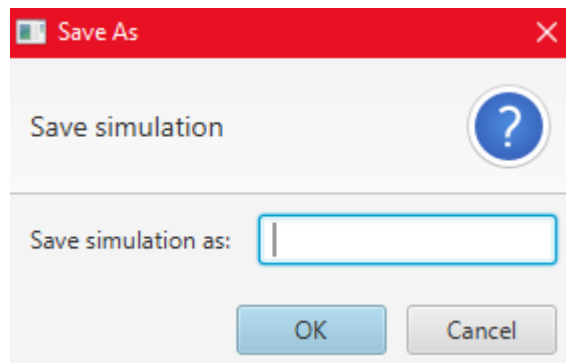 Save As
Save simulation
?
Save simulation as:
OK Cancel